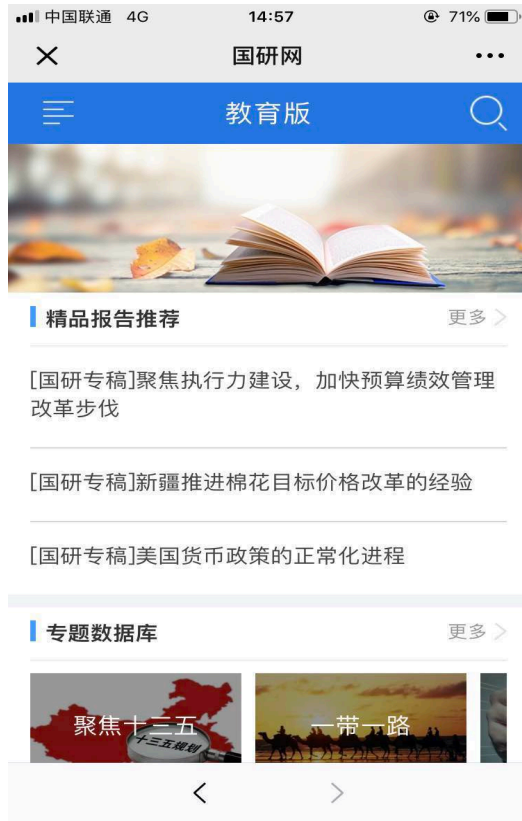 中国联通 4G 14:57 71%
国研网
教育版
精品报告推荐 更多
[国研专稿]聚焦执行力建设，加快预算绩效管理
改革步伐
[国研专稿]新疆推进棉花目标价格改革的经验
[国研专稿]美国货币政策的正常化进程
专题数据库 更多
聚焦十三五 一带一路
十三五规划